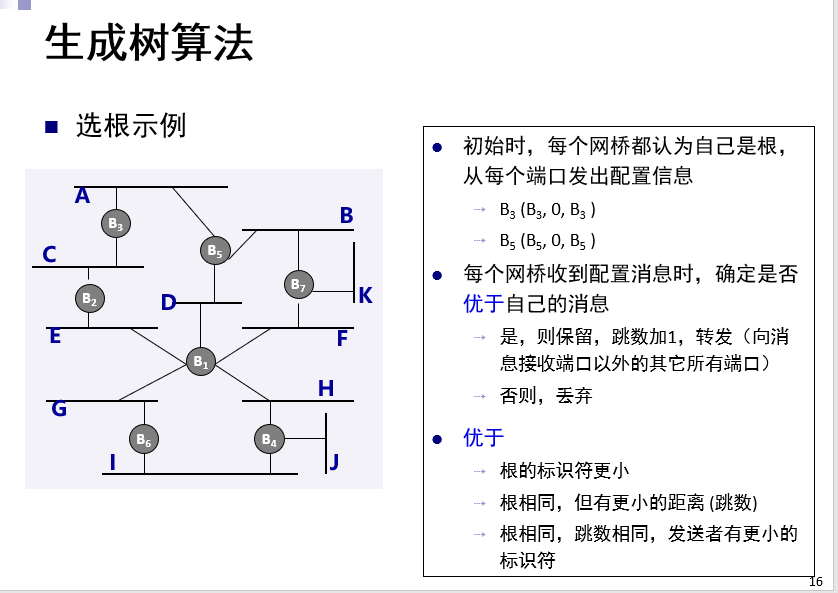 生成树算法
选根示例
A
B₃
B
B₅
C
B₇
B₂
D
K
E
F
B₁
H
G
B₆
B₄
I
J
初始时，每个网桥都认为自己是根，
从每个端口发出配置信息
→ B₃ (B₃, 0, B₃ )
→ B₅ (B₅, 0, B₅ )
每个网桥收到配置消息时，确定是否
优于自己的消息
→ 是，则保留，跳数加1，转发（向消
息接收端口以外的其它所有端口）
→ 否则，丢弃
优于
→ 根的标识符更小
→ 根相同，但有更小的距离 (跳数)
→ 根相同，跳数相同，发送者有更小的
标识符
16